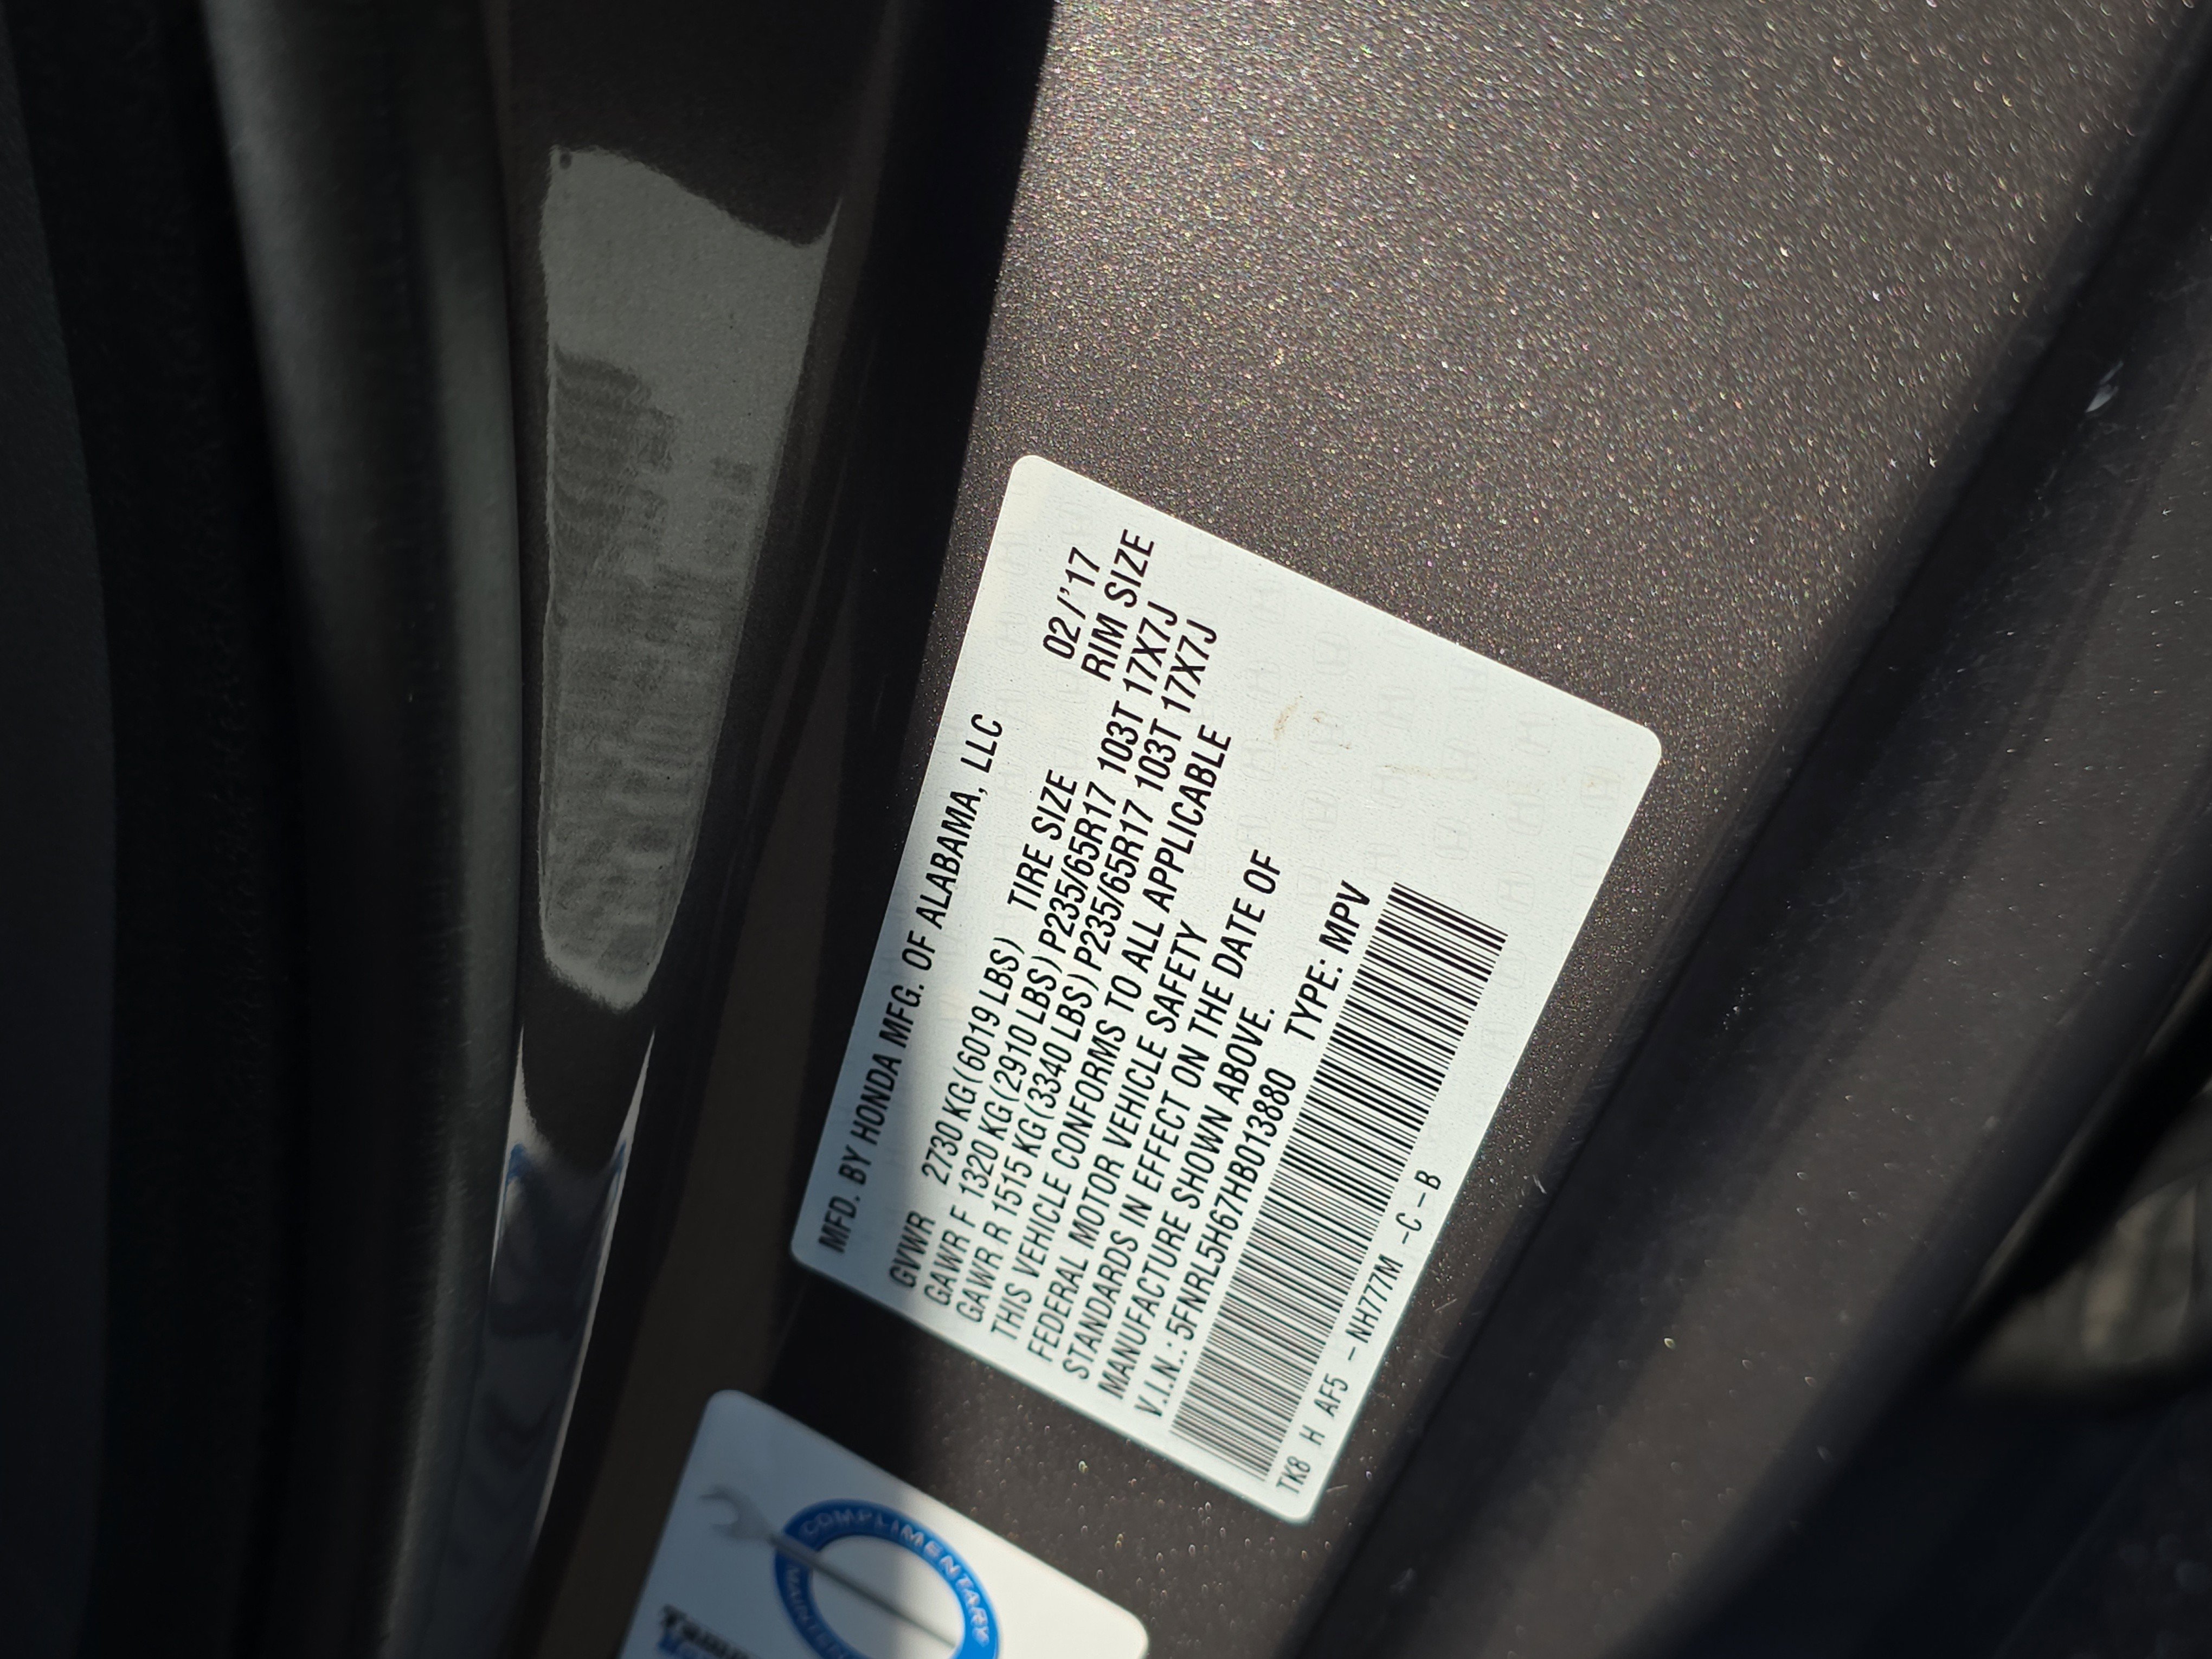 MFD. BY HONDA MFG. OF ALABAMA, LLC
02/'17
GVWR 2730 KG(6019 LBS) TIRE SIZE RIM SIZE
GAWR F 1320 KG(2910 LBS) P235/65R17 103T 17X7J
GAWR R 1515 KG(3340 LBS) P235/65R17 103T 17X7J
THIS VEHICLE CONFORMS TO ALL APPLICABLE
FEDERAL MOTOR VEHICLE SAFETY
STANDARDS IN EFFECT ON THE DATE OF
MANUFACTURE SHOWN ABOVE.
V.I.N.: 5FNRL5H67HB013880 TYPE: MPV
TK8 H AF5 -NH777M -C-B
COMPLIMENTARY